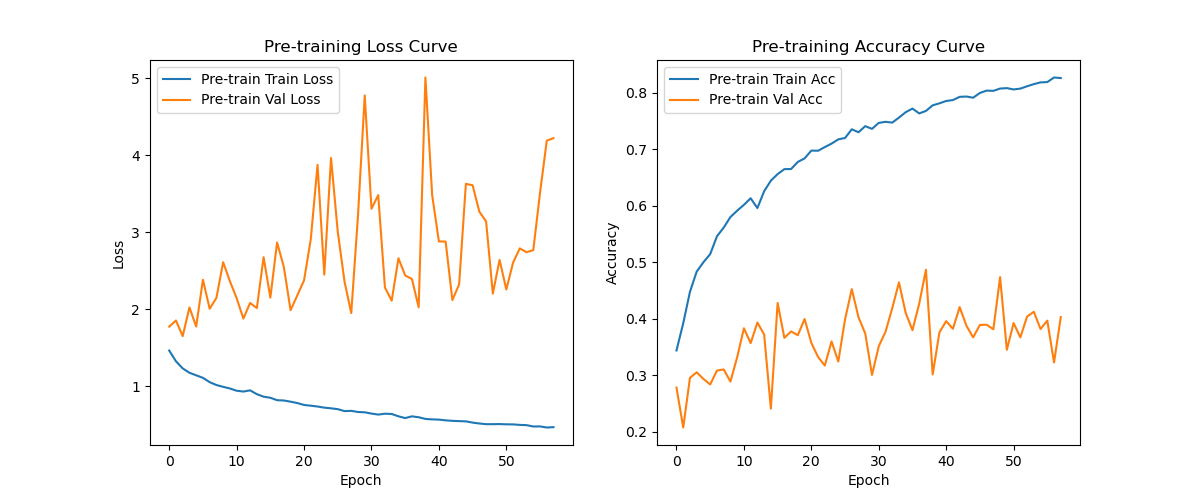 Pre-training Loss Curve
Pre-train Train Loss
Pre-train Val Loss
5
4
3
2
1
Loss
0 10 20 30 40 50
Epoch
Pre-training Accuracy Curve
Pre-train Train Acc
Pre-train Val Acc
0.8
0.7
0.6
0.5
0.4
0.3
0.2
Accuracy
0 10 20 30 40 50
Epoch